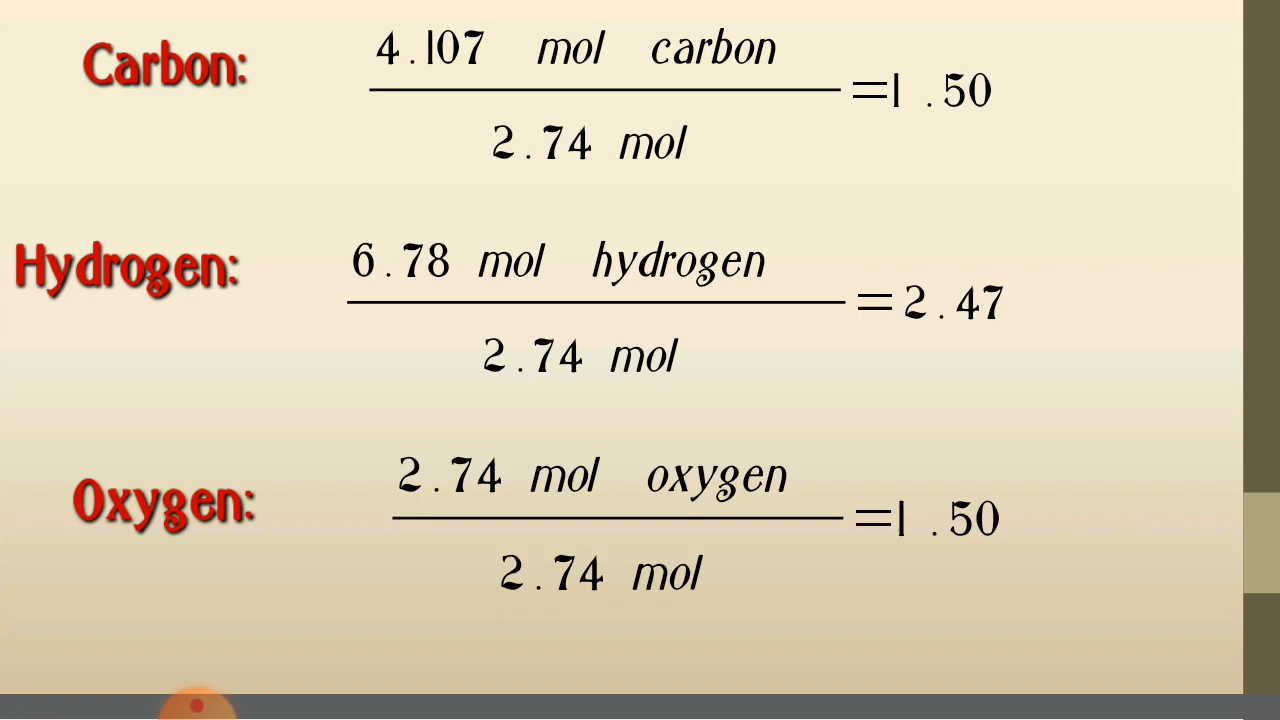 Carbon:
4.107 mol carbon
2.74 mol
=1.50
Hydrogen:
6.78 mol hydrogen
2.74 mol
=2.47
Oxygen:
2.74 mol oxygen
2.74 mol
=1.50